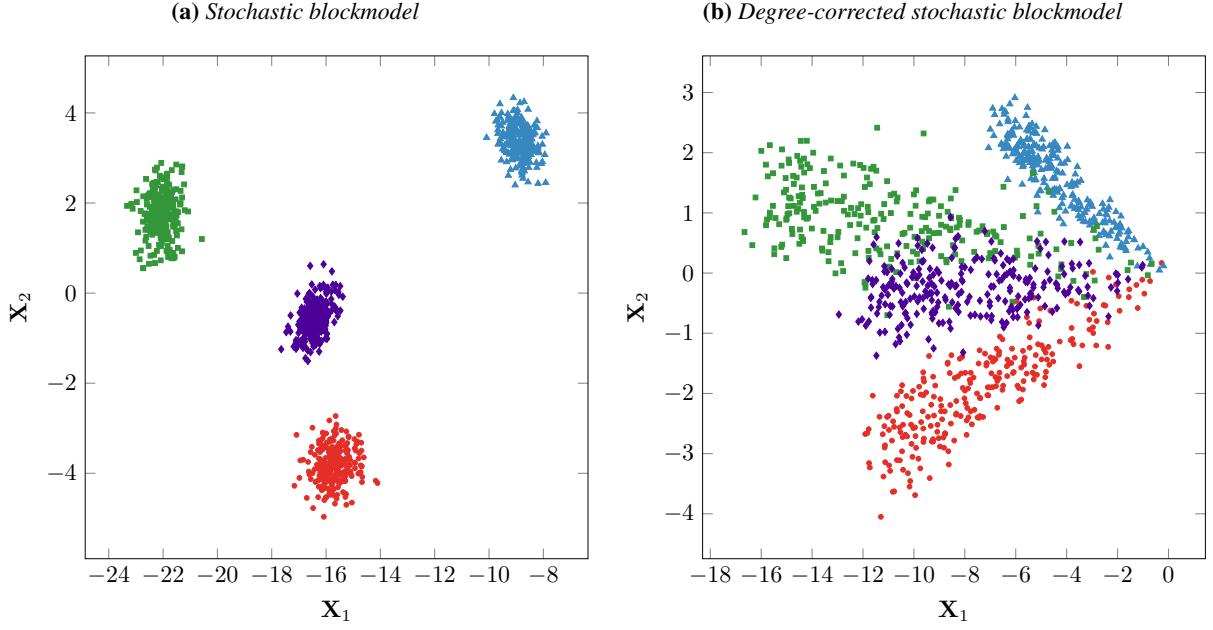 (a) Stochastic blockmodel
4
2
0
−2
−4
X2
−24 −22 −20 −18 −16 −14 −12 −10 −8
X1
(b) Degree-corrected stochastic blockmodel
3
2
1
0
−1
−2
−3
−4
X2
−18 −16 −14 −12 −10 −8 −6 −4 −2 0
X1